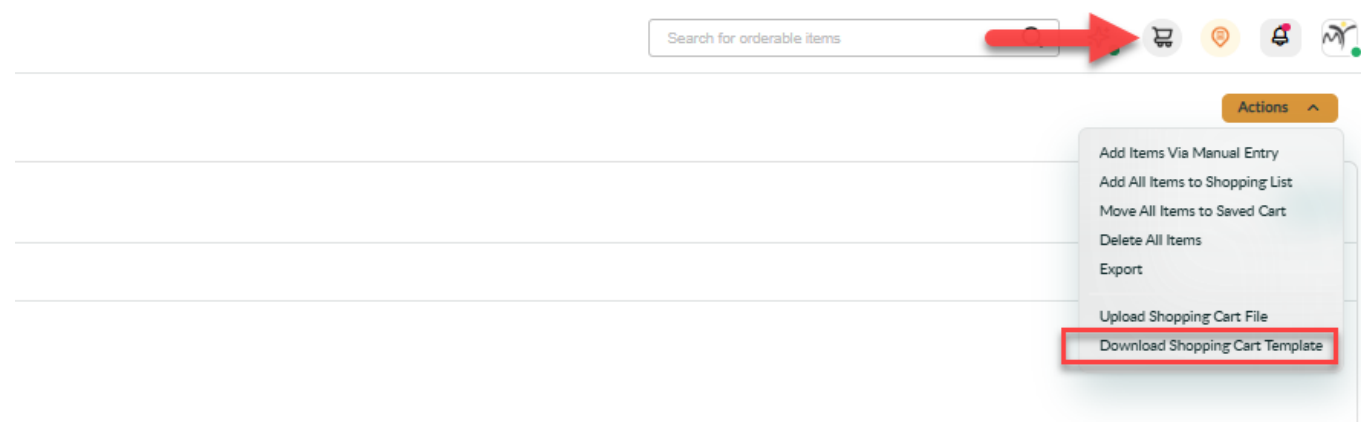 Search for orderable items
Actions
Add Items Via Manual Entry
Add All Items to Shopping List
Move All Items to Saved Cart
Delete All Items
Export
Upload Shopping Cart File
Download Shopping Cart Template